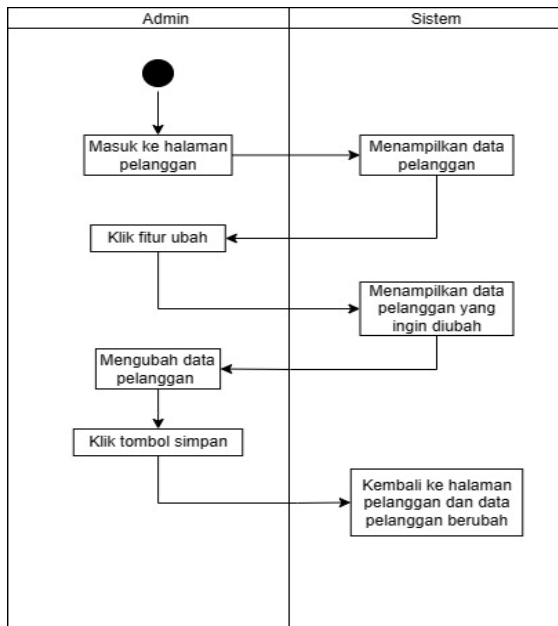 Admin
Sistem
Masuk ke halaman
pelanggan
Menampilkan data
pelanggan
Klik fitur ubah
Menampilkan data
pelanggan yang
ingin diubah
Mengubah data
pelanggan
Klik tombol simpan
Kembali ke halaman
pelanggan dan data
pelanggan berubah